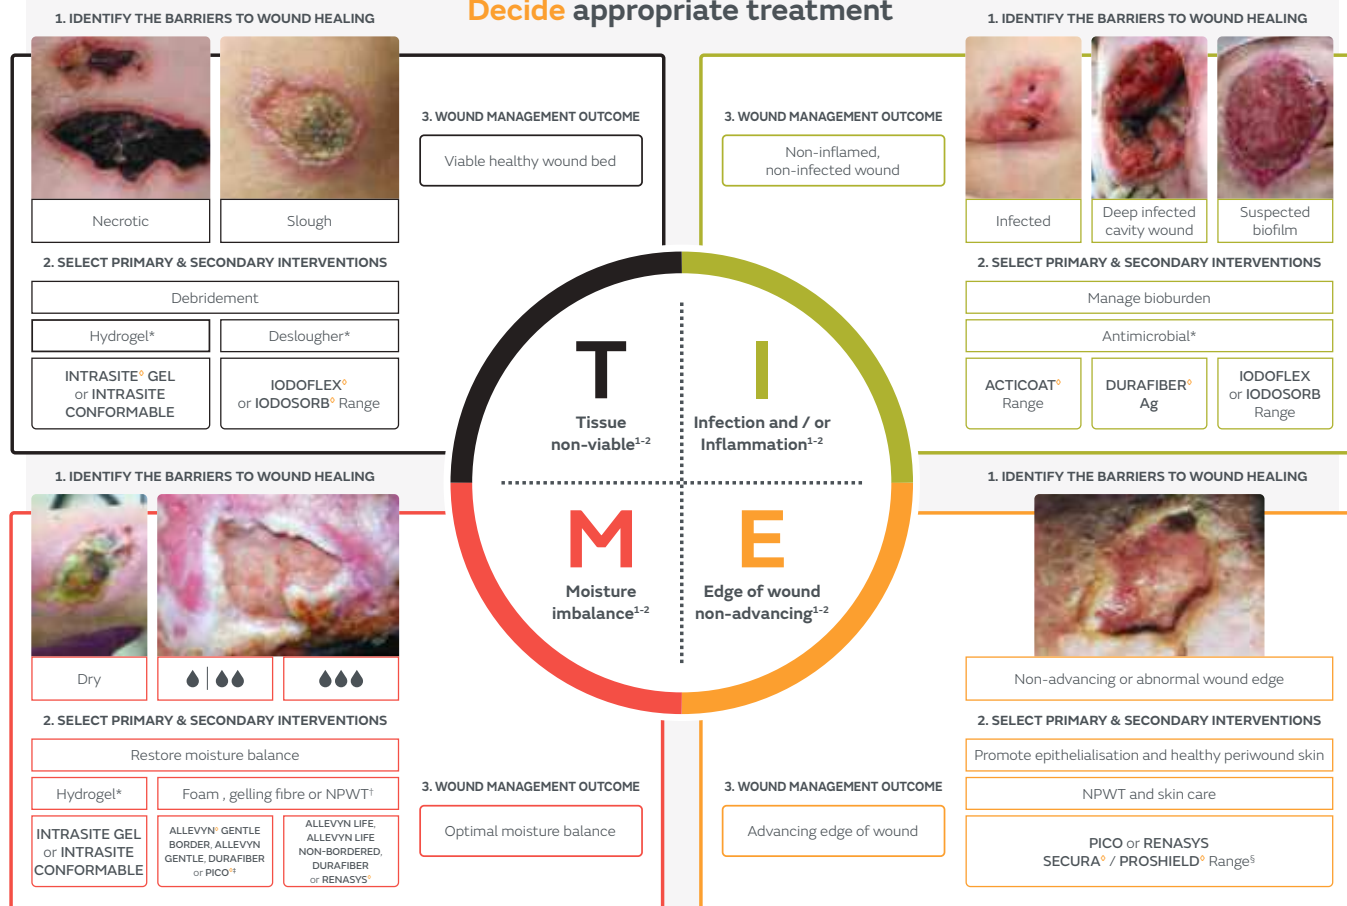 Decide appropriate treatment
1. IDENTIFY THE BARRIERS TO WOUND HEALING
Necrotic
Slough
2. SELECT PRIMARY & SECONDARY INTERVENTIONS
Debridement
Hydrogel*
Deslougher*
INTRASITE◊ GEL
or INTRASITE
CONFORMABLE
IODOFLEX◊
or IODOSORB◊ Range
3. WOUND MANAGEMENT OUTCOME
Viable healthy wound bed
1. IDENTIFY THE BARRIERS TO WOUND HEALING
Infected
Deep infected
cavity wound
Suspected
biofilm
2. SELECT PRIMARY & SECONDARY INTERVENTIONS
Manage bioburden
Antimicrobial*
ACTICOAT◊
Range
DURAFIBER◊
Ag
IODOFLEX
or IODOSORB
Range
3. WOUND MANAGEMENT OUTCOME
Non-inflamed,
non-infected wound
T
Tissue
non-viable1-2
I
Infection and / or
Inflammation1-2
M
Moisture
imbalance1-2
E
Edge of wound
non-advancing1-2
1. IDENTIFY THE BARRIERS TO WOUND HEALING
Dry
2. SELECT PRIMARY & SECONDARY INTERVENTIONS
Restore moisture balance
Hydrogel*
Foam , gelling fibre or NPWT†
INTRASITE GEL
or INTRASITE
CONFORMABLE
ALLEVYN◊ GENTLE
BORDER, ALLEVYN
GENTLE, DURAFIBER
or PICO◊‡
ALLEVYN LIFE,
ALLEVYN LIFE
NON-BORDERED,
DURAFIBER
or RENASYS◊
3. WOUND MANAGEMENT OUTCOME
Optimal moisture balance
1. IDENTIFY THE BARRIERS TO WOUND HEALING
Non-advancing or abnormal wound edge
2. SELECT PRIMARY & SECONDARY INTERVENTIONS
Promote epithelialisation and healthy periwound skin
NPWT and skin care
PICO or RENASYS
SECURA◊ / PROSHIELD◊ Range§
3. WOUND MANAGEMENT OUTCOME
Advancing edge of wound